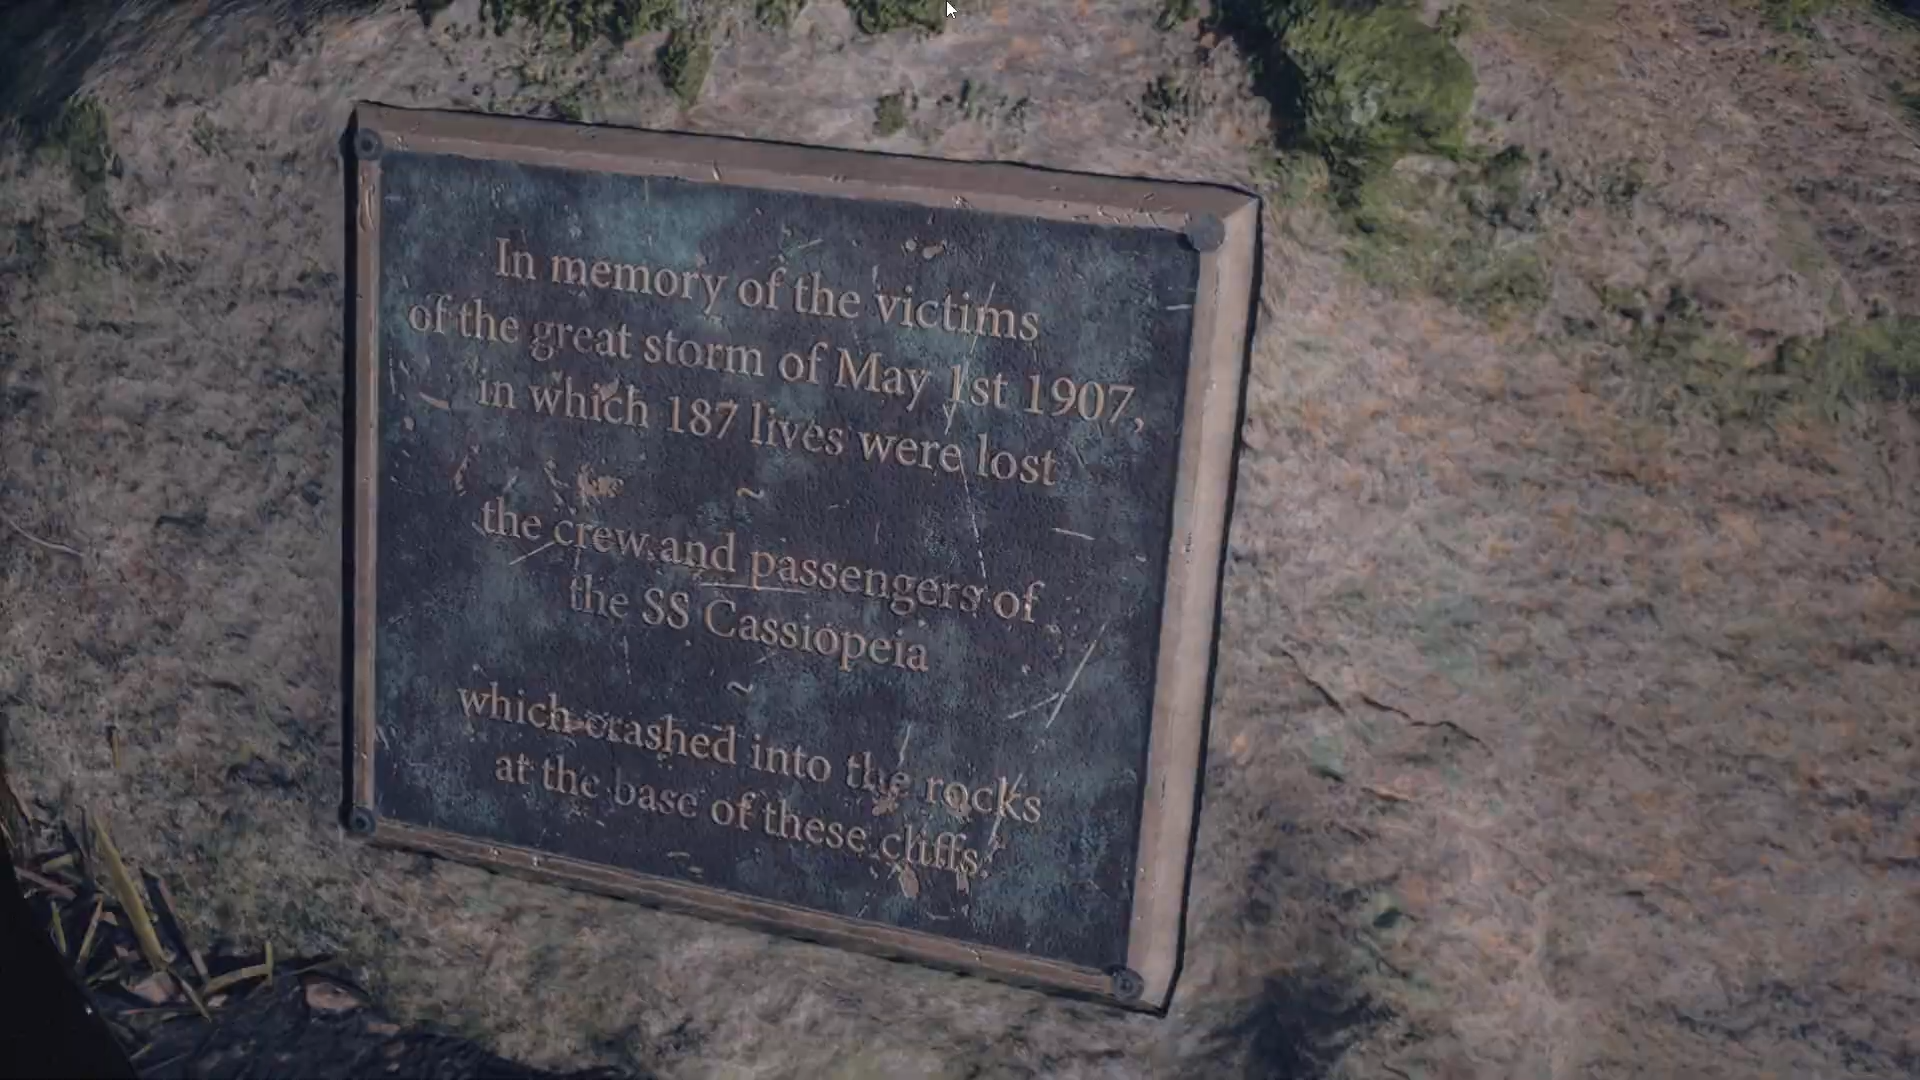 In memory of the victims
of the great storm of May 1st 1907,
in which 187 lives were lost
~
the crew and passengers of
the SS Cassiopeia
~
which crashed into the rocks
at the base of these cliffs.